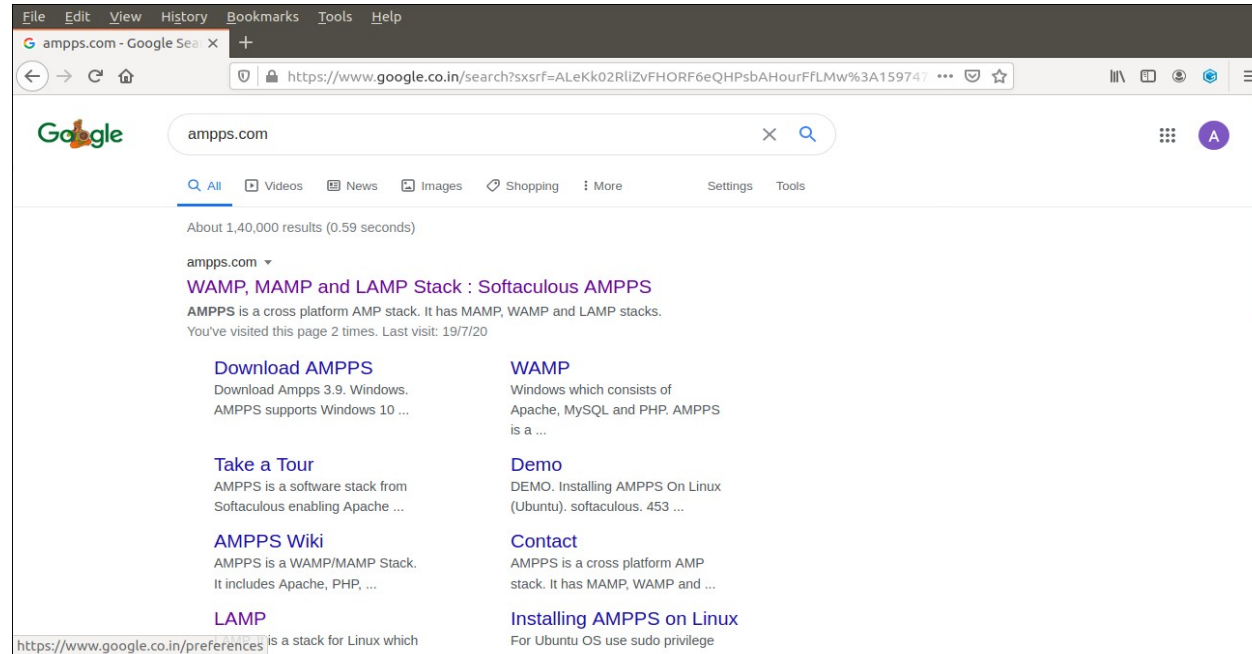 File Edit View History Bookmarks Tools Help
ampps.com - Google Sea
https://www.google.co.in/search?sxsrf=ALeKk02RliZvFHORF6eQHPsbAHourFfLMw%3A159747
Google
ampps.com
A
All Videos News Images Shopping More Settings Tools
About 1,40,000 results (0.59 seconds)
ampps.com
WAMP, MAMP and LAMP Stack : Softaculous AMPPS
AMPPS is a cross platform AMP stack. It has MAMP, WAMP and LAMP stacks.
You've visited this page 2 times. Last visit: 19/7/20
Download AMPPS
Download Ampps 3.9. Windows.
AMPPS supports Windows 10 ...
WAMP
Windows which consists of
Apache, MySQL and PHP. AMPPS
is a ...
Take a Tour
AMPPS is a software stack from
Softaculous enabling Apache ...
Demo
DEMO. Installing AMPPS On Linux
(Ubuntu). softaculous. 453 ...
AMPPS Wiki
AMPPS is a WAMP/MAMP Stack.
It includes Apache, PHP, ...
Contact
AMPPS is a cross platform AMP
stack. It has MAMP, WAMP and ...
LAMP
is a stack for Linux which
Installing AMPPS on Linux
For Ubuntu OS use sudo privilege
https://www.google.co.in/preferences